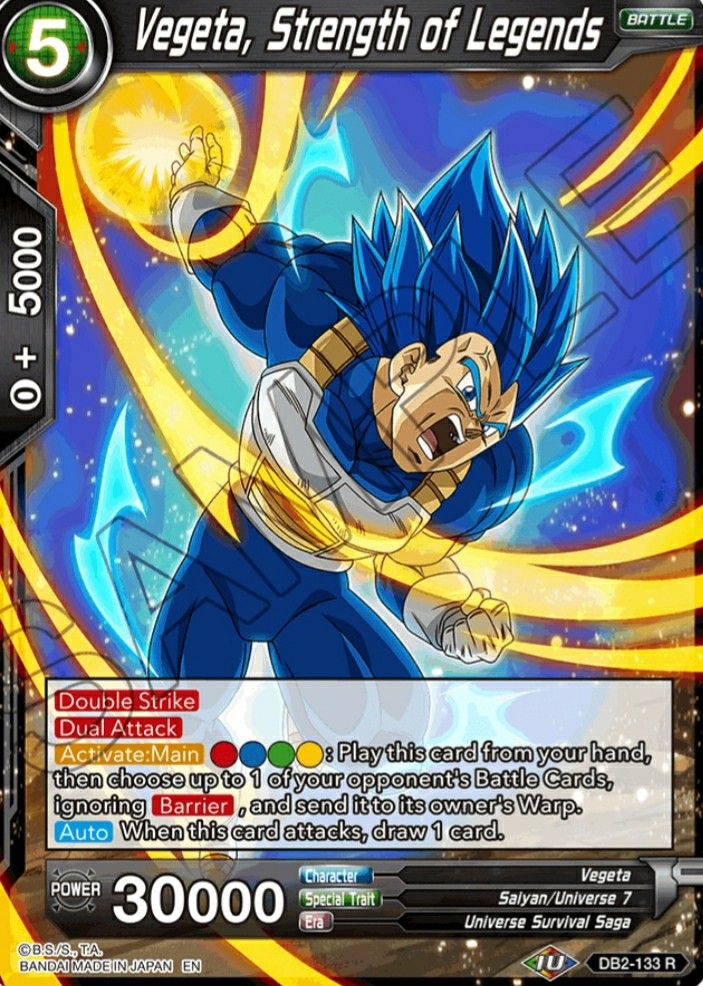 5
Vegeta, Strength of Legends
BATTLE
0 + 5000
SAMPLE
Double Strike
Dual Attack
Activate:Main : Play this card from your hand,
then choose up to 1 of your opponent's Battle Cards,
ignoring Barrier , and send it to its owner's Warp.
Auto When this card attacks, draw 1 card.
POWER 30000
Character Vegeta
Special Trait Saiyan/Universe 7
Era Universe Survival Saga
©B.S./S., T.A.
BANDAI MADE IN JAPAN EN
IU
DB2-133 R